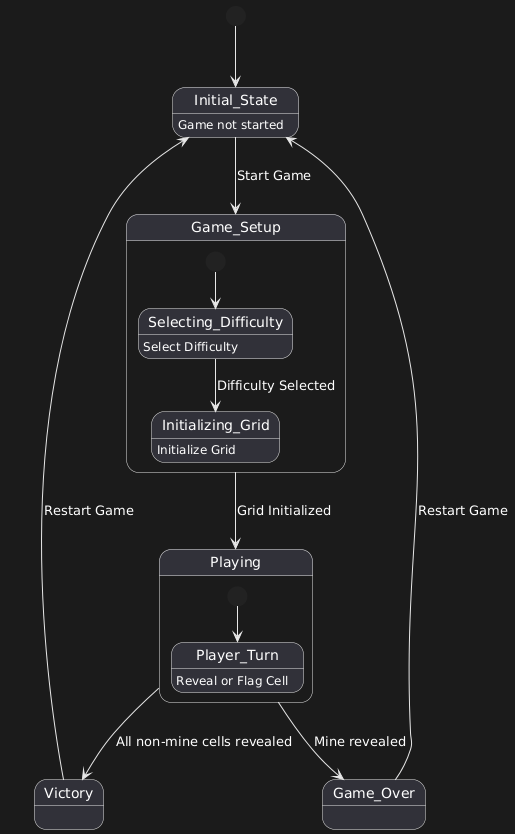 Initial_State
Game not started
Start Game
Game_Setup
Selecting_Difficulty
Select Difficulty
Difficulty Selected
Initializing_Grid
Initialize Grid
Restart Game
Grid Initialized
Restart Game
Playing
Player_Turn
Reveal or Flag Cell
All non-mine cells revealed
Mine revealed
Victory
Game_Over